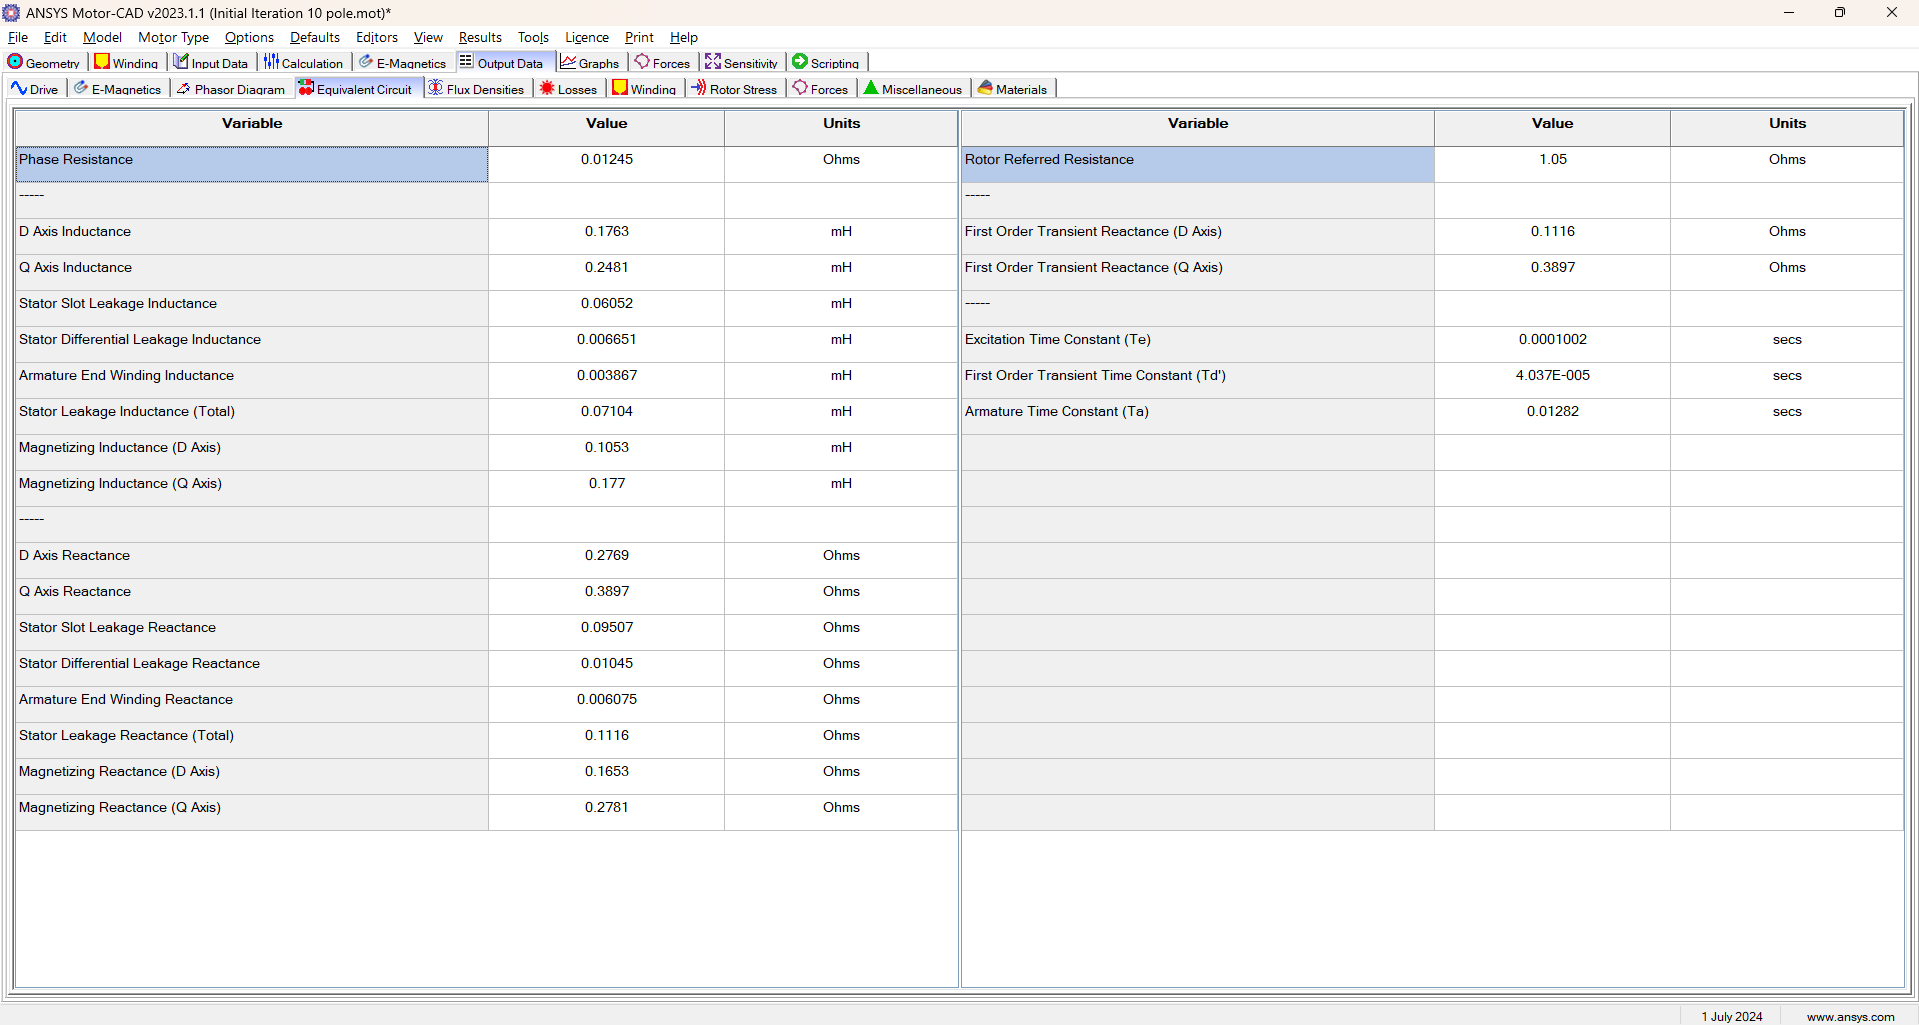 ANSYS Motor-CAD v2023.1.1 (Initial Iteration 10 pole.mot)*
File Edit Model Motor Type Options Defaults Editors View Results Tools Licence Print Help
Geometry Winding Input Data Calculation E-Magnetics Output Data Graphs Forces Sensitivity Scripting
Drive E-Magnetics Phasor Diagram Equivalent Circuit Flux Densities Losses Winding Rotor Stress Forces Miscellaneous Materials
Variable Value Units
Phase Resistance 0.01245 Ohms
-----
D Axis Inductance 0.1763 mH
Q Axis Inductance 0.2481 mH
Stator Slot Leakage Inductance 0.06052 mH
Stator Differential Leakage Inductance 0.006651 mH
Armature End Winding Inductance 0.003867 mH
Stator Leakage Inductance (Total) 0.07104 mH
Magnetizing Inductance (D Axis) 0.1053 mH
Magnetizing Inductance (Q Axis) 0.177 mH
-----
D Axis Reactance 0.2769 Ohms
Q Axis Reactance 0.3897 Ohms
Stator Slot Leakage Reactance 0.09507 Ohms
Stator Differential Leakage Reactance 0.01045 Ohms
Armature End Winding Reactance 0.006075 Ohms
Stator Leakage Reactance (Total) 0.1116 Ohms
Magnetizing Reactance (D Axis) 0.1653 Ohms
Magnetizing Reactance (Q Axis) 0.2781 Ohms
Variable Value Units
Rotor Referred Resistance 1.05 Ohms
-----
First Order Transient Reactance (D Axis) 0.1116 Ohms
First Order Transient Reactance (Q Axis) 0.3897 Ohms
-----
Excitation Time Constant (Te) 0.0001002 secs
First Order Transient Time Constant (Td') 4.037E-005 secs
Armature Time Constant (Ta) 0.01282 secs
1 July 2024 www.ansys.com